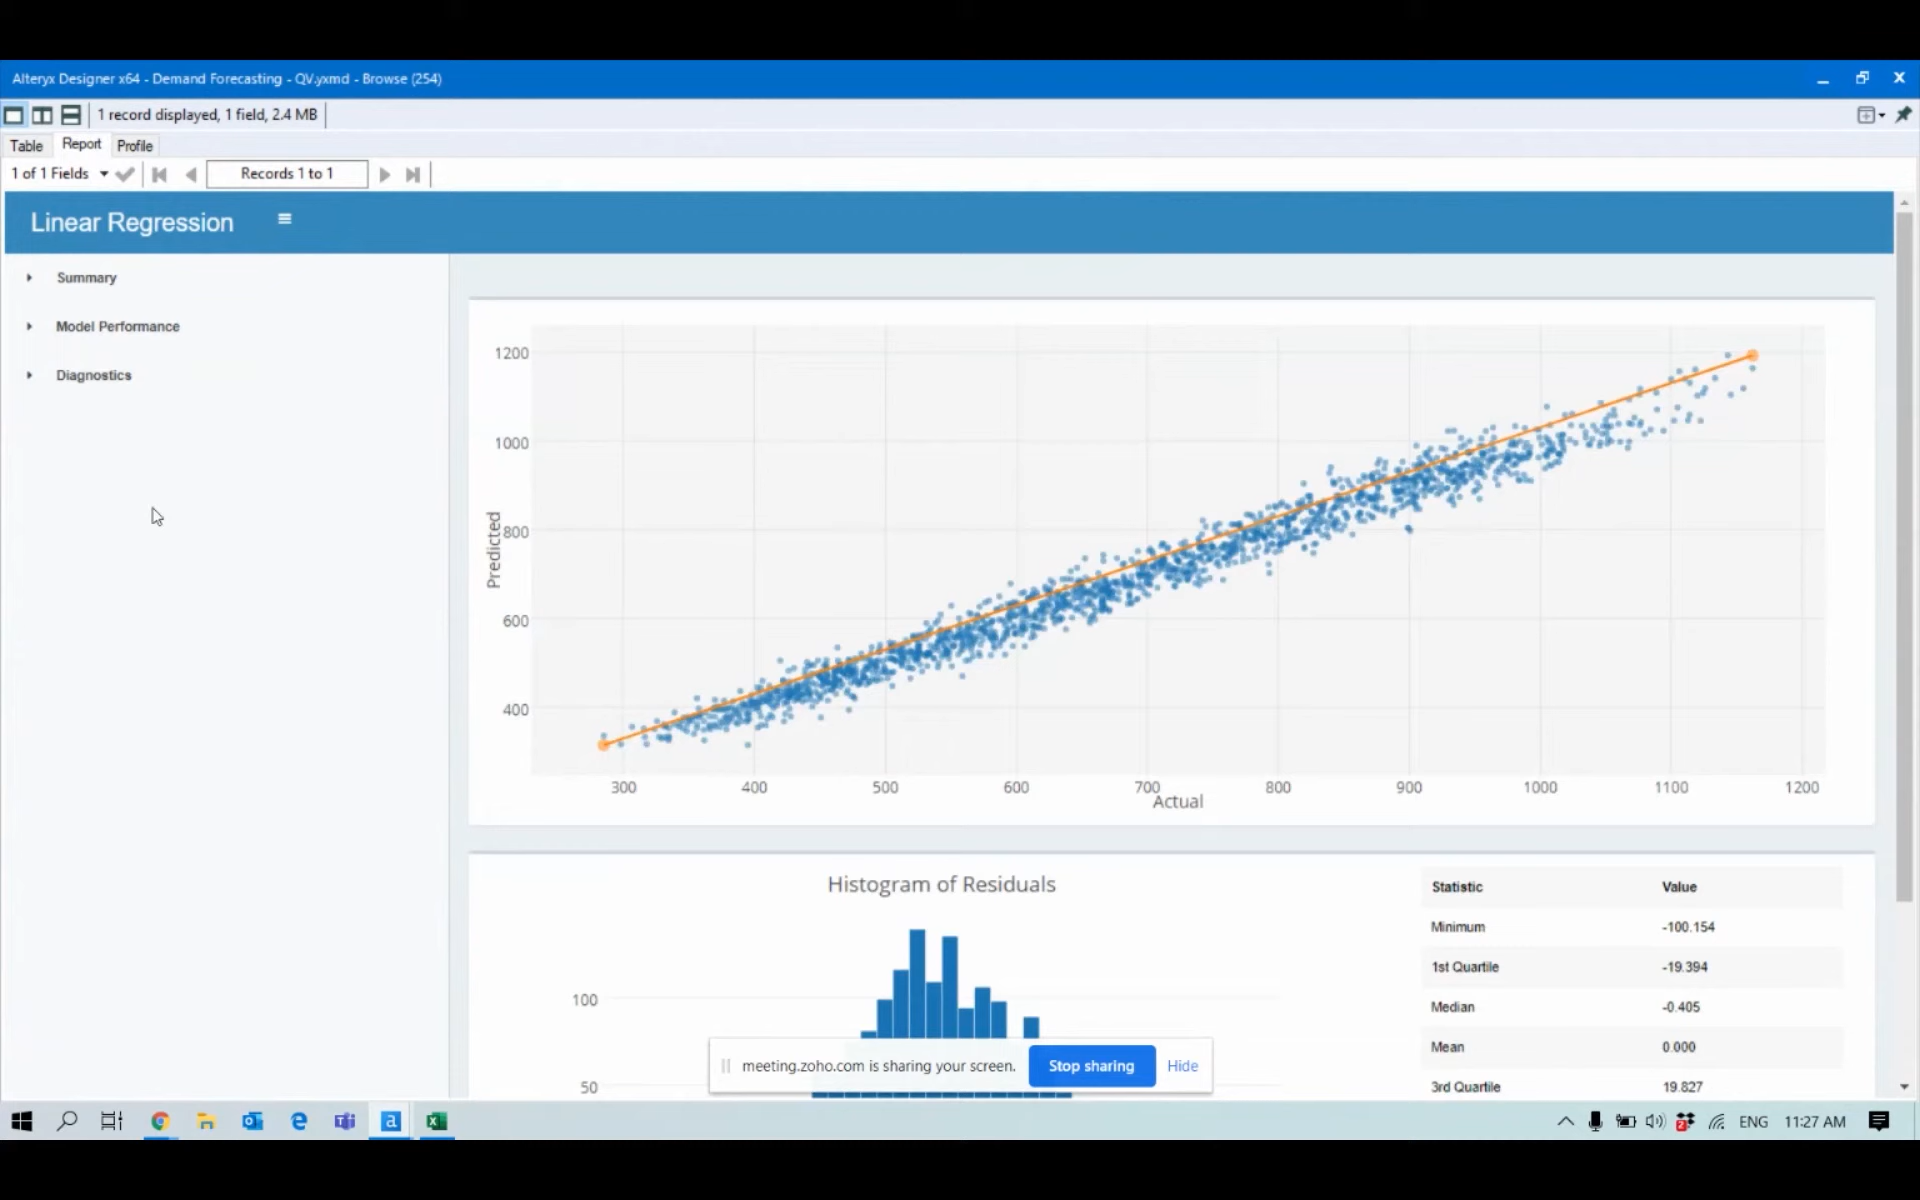 Alteryx Designer x64 - Demand Forecasting - QV.yxmd - Browse (254)
1 record displayed, 1 field, 2.4 MB
Table Report Profile
1 of 1 Fields Records 1 to 1
Linear Regression
Summary
Model Performance
Diagnostics
1200
1000
800
600
400
Predicted
300 400 500 600 700 800 900 1000 1100 1200
Actual
Histogram of Residuals
100
50
Statistic Value
Minimum -100.154
1st Quartile -19.394
Median -0.405
Mean 0.000
3rd Quartile 19.827
meeting.zoho.com is sharing your screen. Stop sharing Hide
ENG 11:27 AM